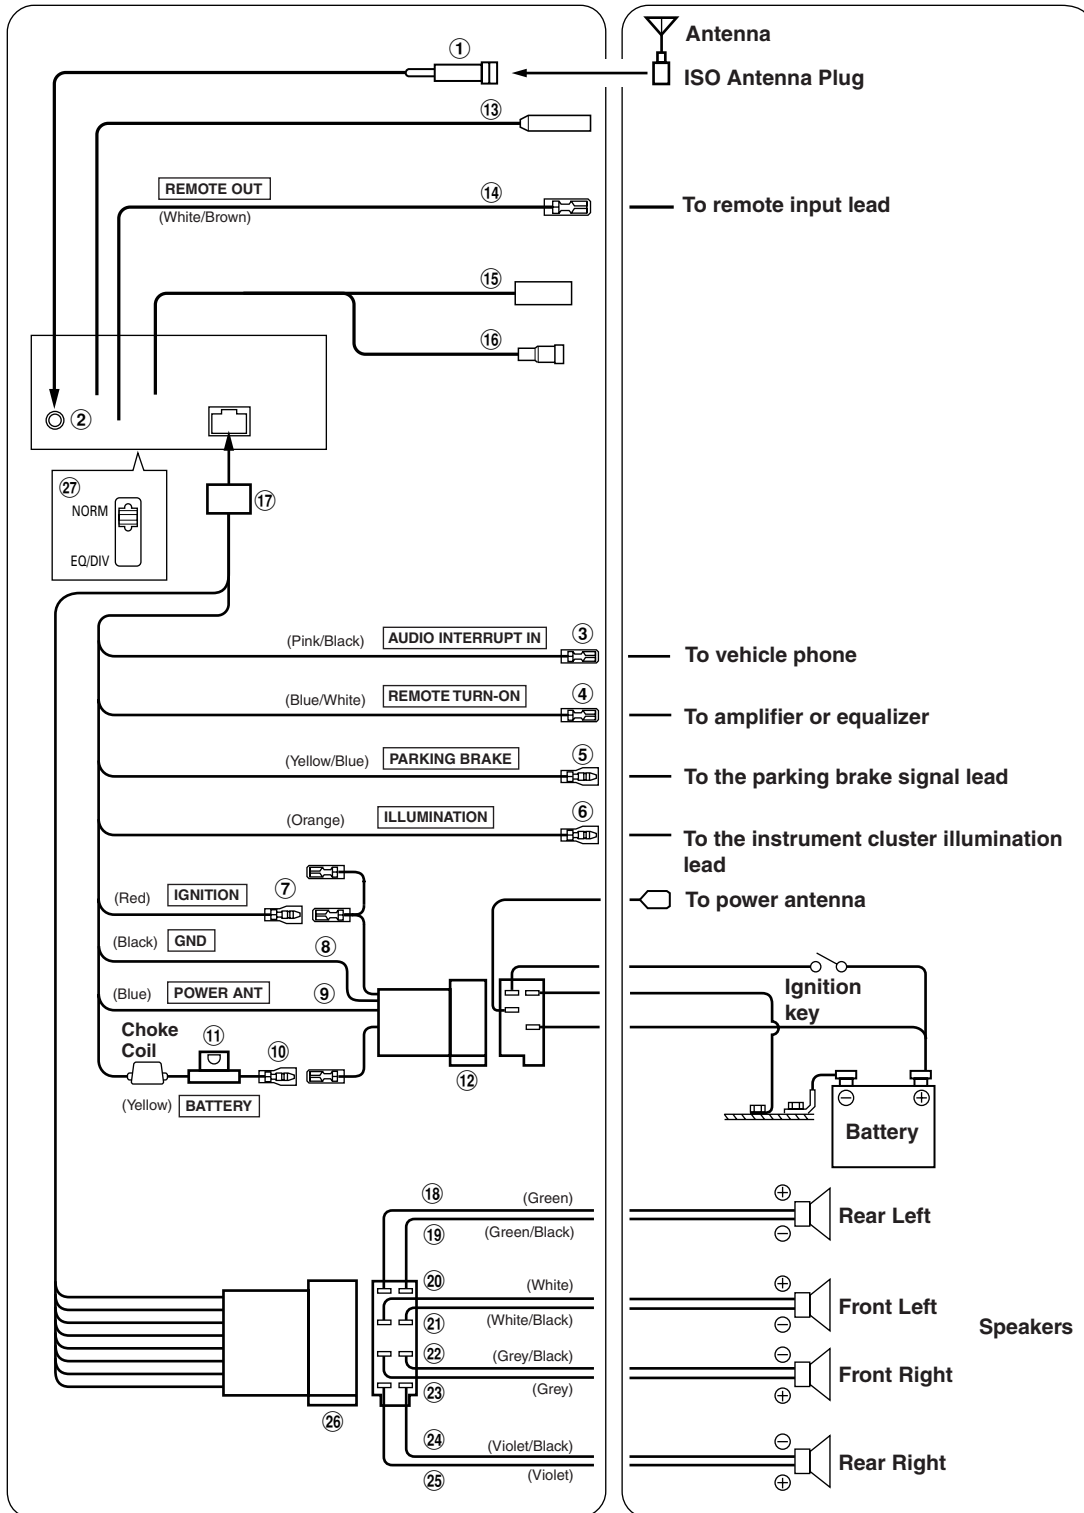 Antenna
① 
ISO Antenna Plug
⑬
REMOTE OUT
⑭
(White/Brown)
To remote input lead
⑮
⑯
②
㉗
NORM
EQ/DIV
⑰
(Pink/Black) AUDIO INTERRUPT IN ③
To vehicle phone
(Blue/White) REMOTE TURN-ON ④
To amplifier or equalizer
(Yellow/Blue) PARKING BRAKE ⑤
To the parking brake signal lead
(Orange) ILLUMINATION ⑥
To the instrument cluster illumination
lead
(Red) IGNITION ⑦
To power antenna
(Black) GND ⑧
(Blue) POWER ANT ⑨
Ignition
key
Choke
Coil
⑪
⑩
⑫
(Yellow) BATTERY
⊖ ⊕
Battery
⑱ (Green) ⊕
Rear Left
⑲ (Green/Black) ⊖
⑳ (White) ⊕
Front Left
㉑ (White/Black) ⊖
Speakers
㉒ (Grey/Black) ⊖
Front Right
㉓ (Grey) ⊕
㉖
㉔ (Violet/Black) ⊖
Rear Right
㉕ (Violet) ⊕